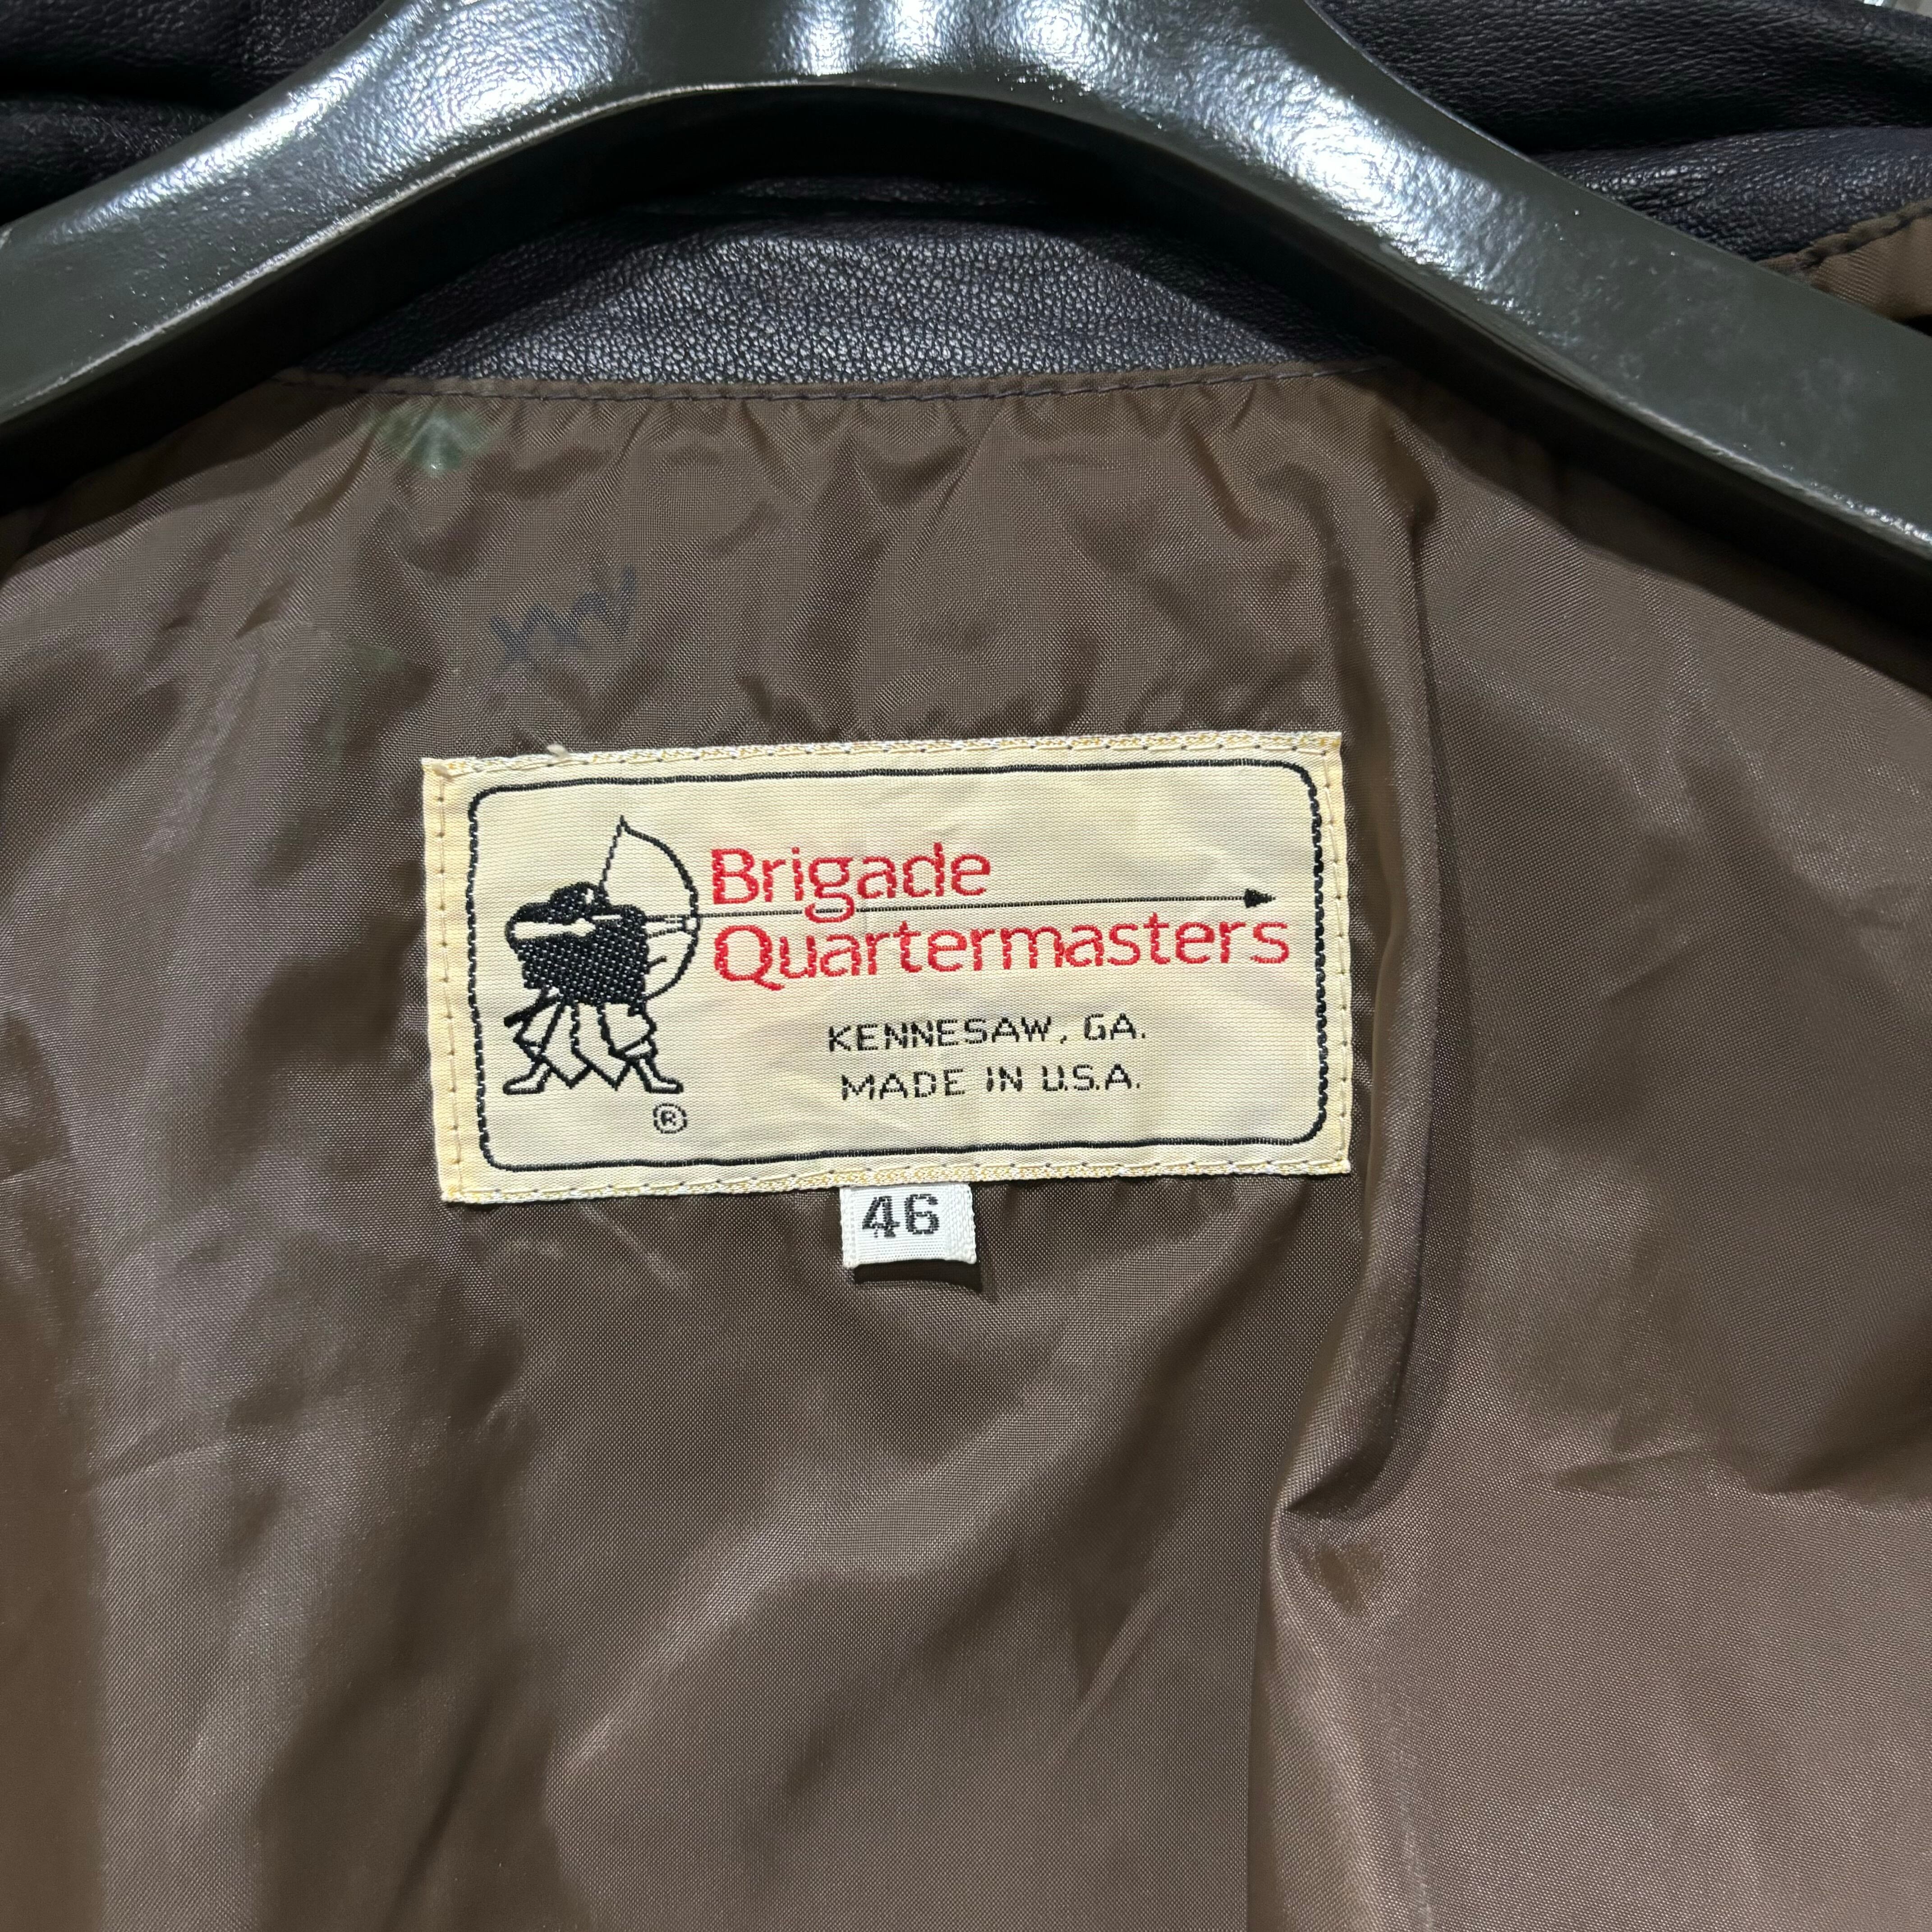 Brigade
Quartermasters
KENNESAW, GA.
MADE IN U.S.A.
®
46